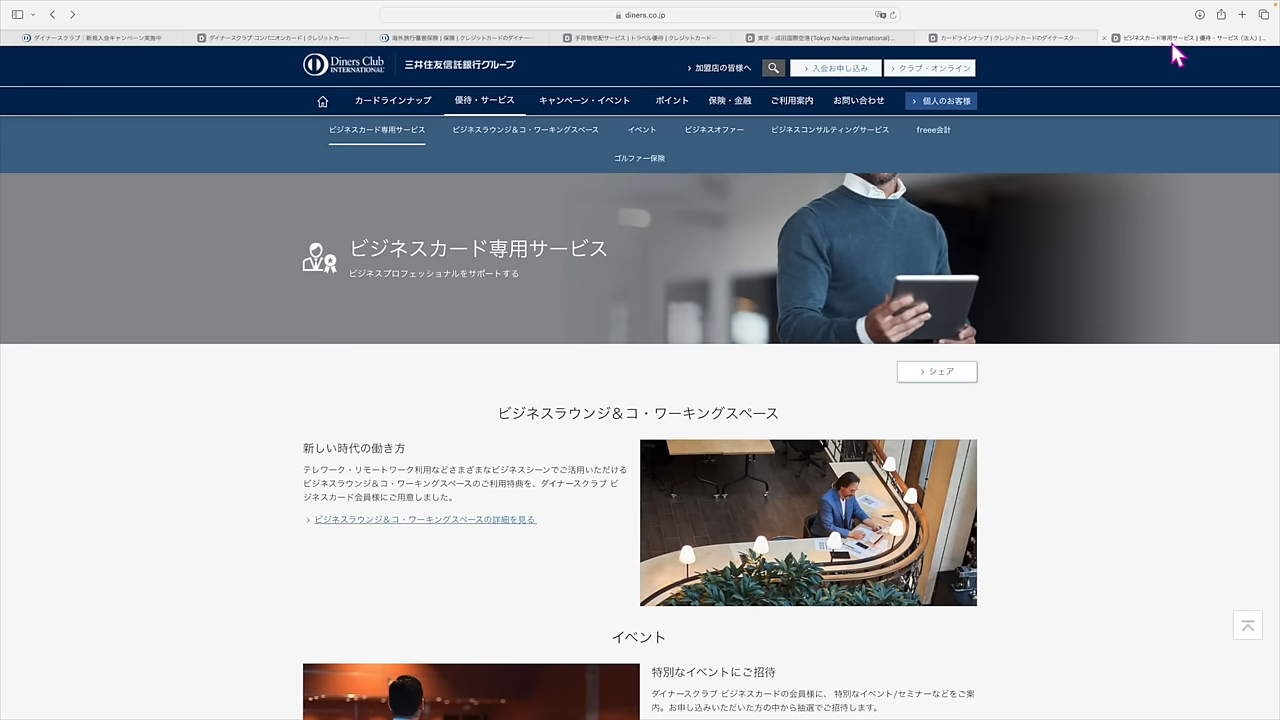 diners.co.jp
ダイナースクラブ｜新規入会キャンペーン実施中
ダイナースクラブ コンパニオンカード | クレジットカー…
海外旅行傷害保険 | 保険 | クレジットカードのダイナー…
手荷物宅配サービス | トラベル優待 | クレジットカード…
東京・成田国際空港 (Tokyo Narita International)…
カードラインナップ | クレジットカードのダイナースク…
ビジネスカード専用サービス | 優待・サービス（法人）|…
Diners Club INTERNATIONAL
三井住友信託銀行グループ
加盟店の皆様へ
入会お申し込み
クラブ・オンライン
カードラインナップ
優待・サービス
キャンペーン・イベント
ポイント
保険・金融
ご利用案内
お問い合わせ
個人のお客様
ビジネスカード専用サービス
ビジネスラウンジ＆コ・ワーキングスペース
イベント
ビジネスオファー
ビジネスコンサルティングサービス
freee会計
ゴルファー保険
ビジネスカード専用サービス
ビジネスプロフェッショナルをサポートする
シェア
ビジネスラウンジ＆コ・ワーキングスペース
新しい時代の働き方
テレワーク・リモートワーク利用などさまざまなビジネスシーンでご活用いただける
ビジネスラウンジ＆コ・ワーキングスペースのご利用特典を、ダイナースクラブ ビ
ジネスカード会員様にご用意しました。
ビジネスラウンジ＆コ・ワーキングスペースの詳細を見る
イベント
特別なイベントにご招待
ダイナースクラブ ビジネスカードの会員様に、 特別なイベント/セミナーなどをご案
内。お申し込みいただいた方の中から抽選でご招待します。